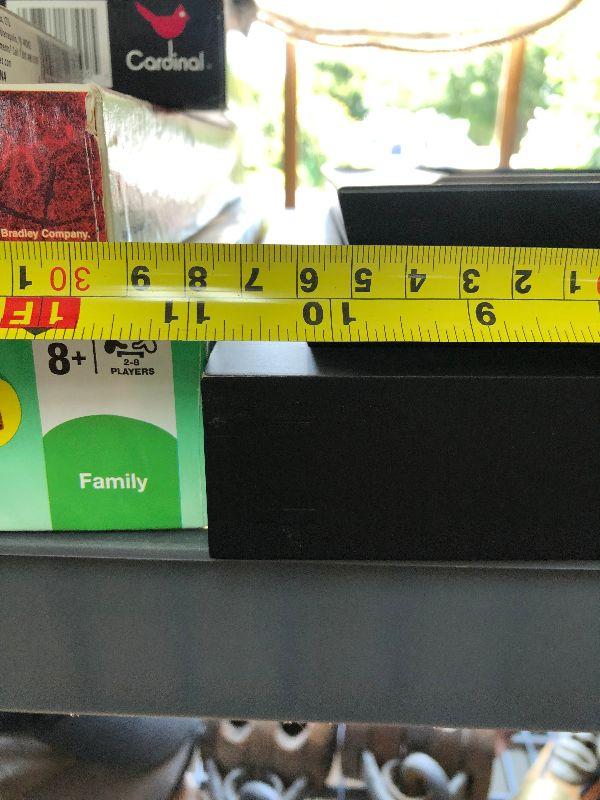 Cardinal
Bradley Company.
1 30 9 8 7 6 5 4 3 2 1
1F 11 10 9
8+
2-8
PLAYERS
Family